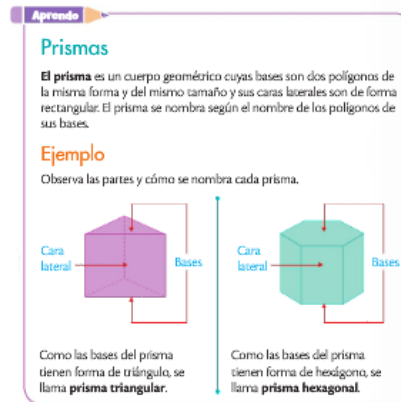 Aprendo
Prismas
El prisma es un cuerpo geométrico cuyas bases son dos polígonos de
la misma forma y del mismo tamaño y sus caras laterales son de forma
rectangular. El prisma se nombra según el nombre de los polígonos de
sus bases.
Ejemplo
Observa las partes y cómo se nombra cada prisma.
Cara
lateral
Bases
Como las bases del prisma
tienen forma de triángulo, se
llama prisma triangular.
Cara
lateral
Bases
Como las bases del prisma
tienen forma de hexágono, se
llama prisma hexagonal.